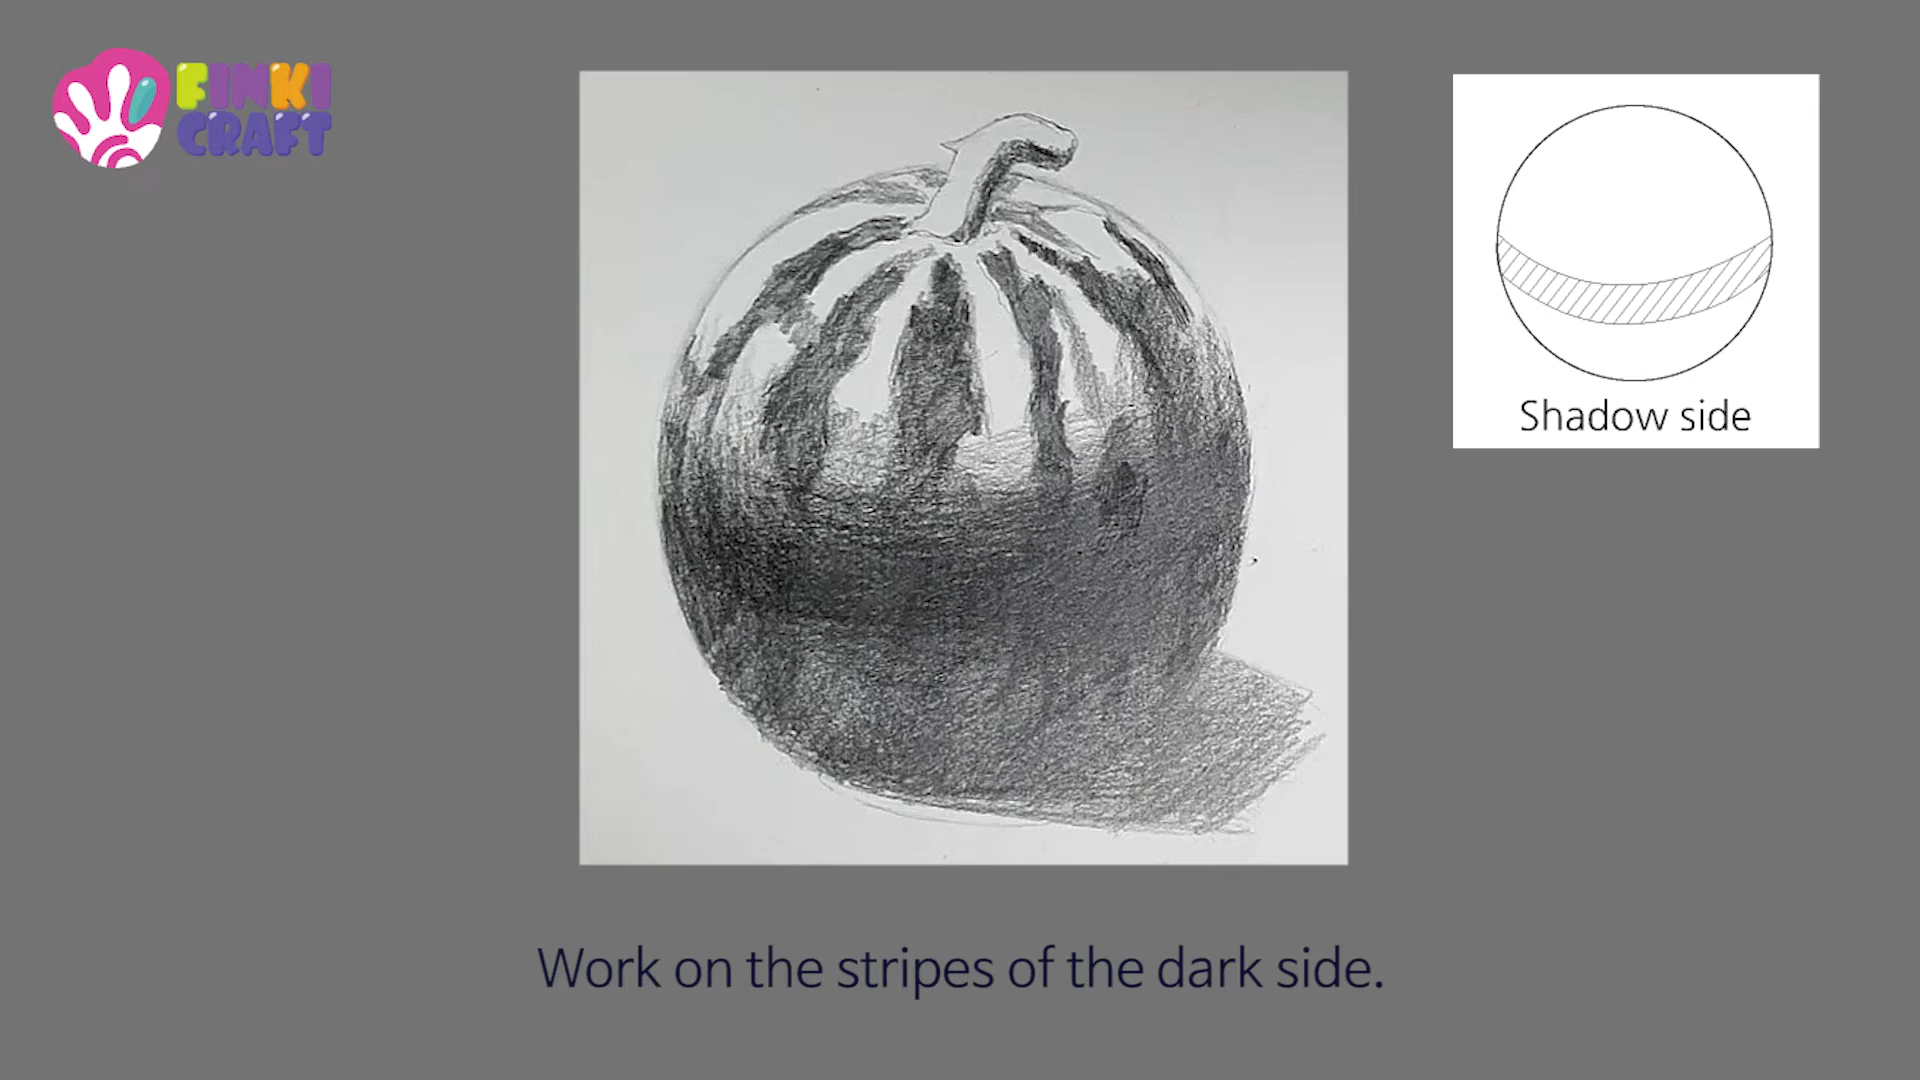 FINKI
CRAFT
Shadow side
Work on the stripes of the dark side.